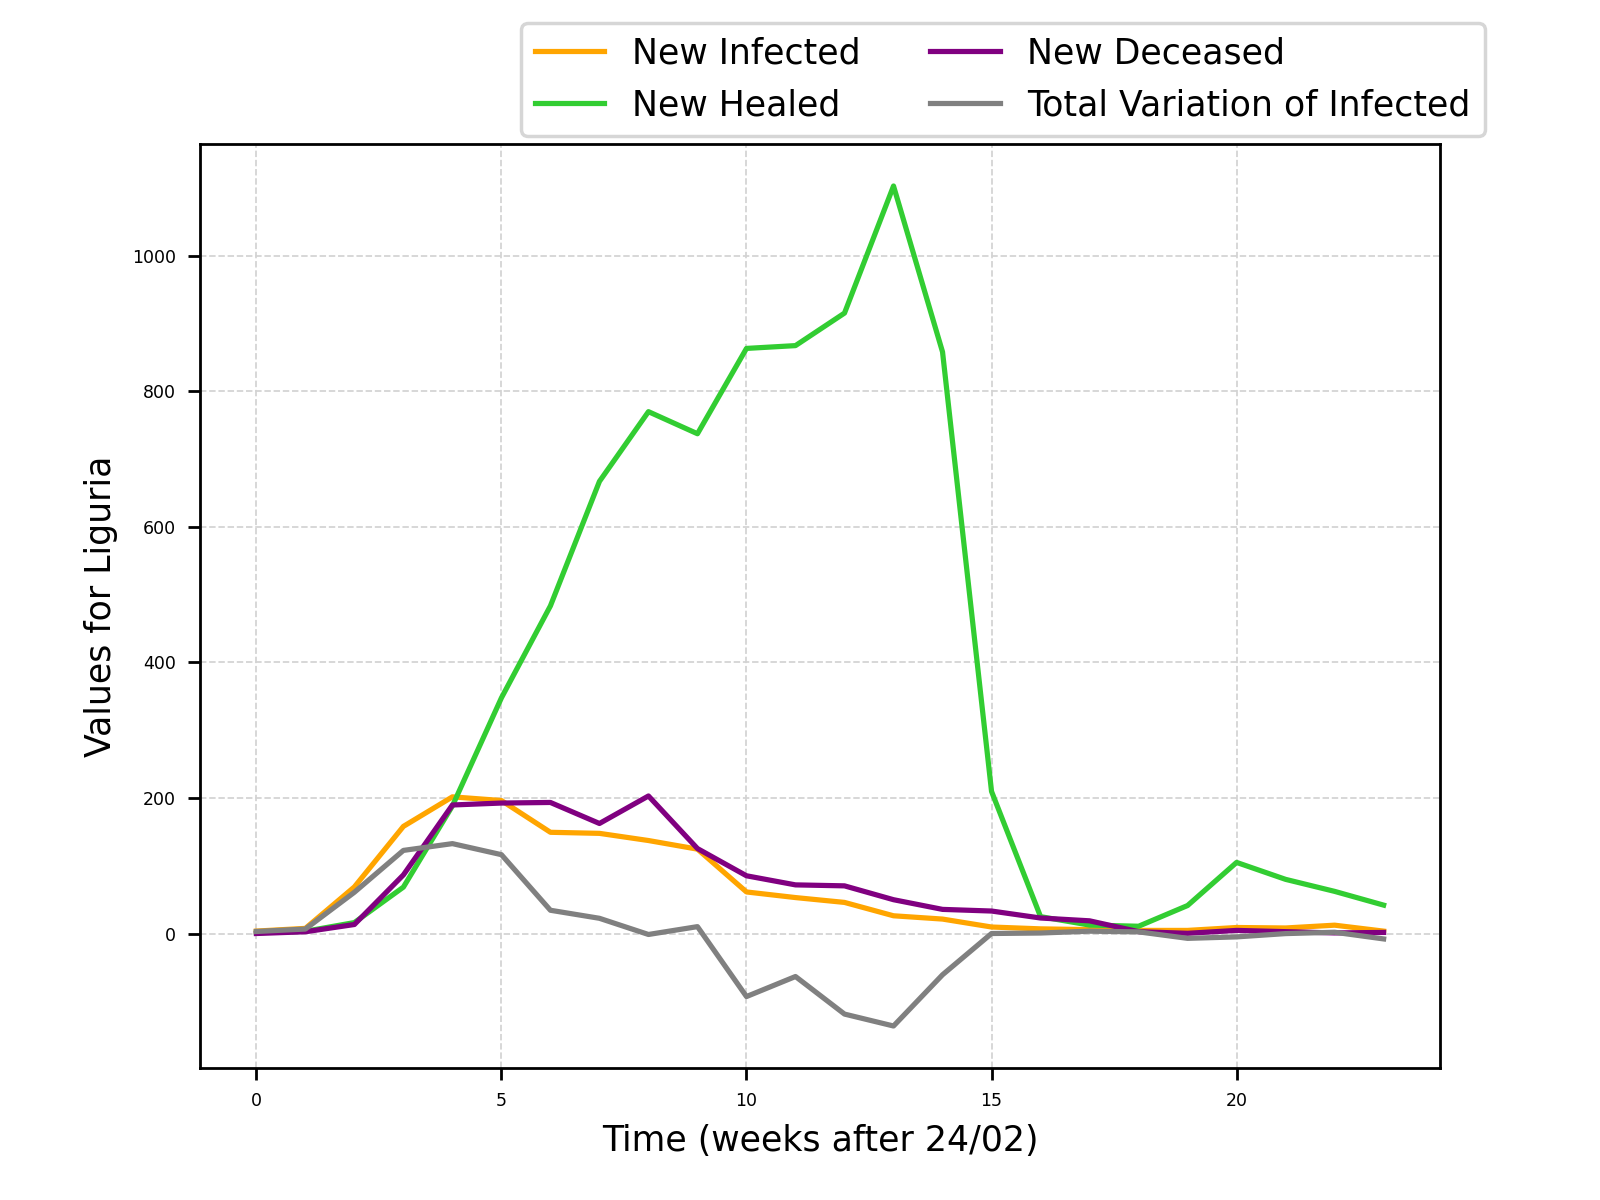 New Infected
New Healed
New Deceased
Total Variation of Infected
1000
800
600
400
200
0
Values for Liguria
0 5 10 15 20
Time (weeks after 24/02)